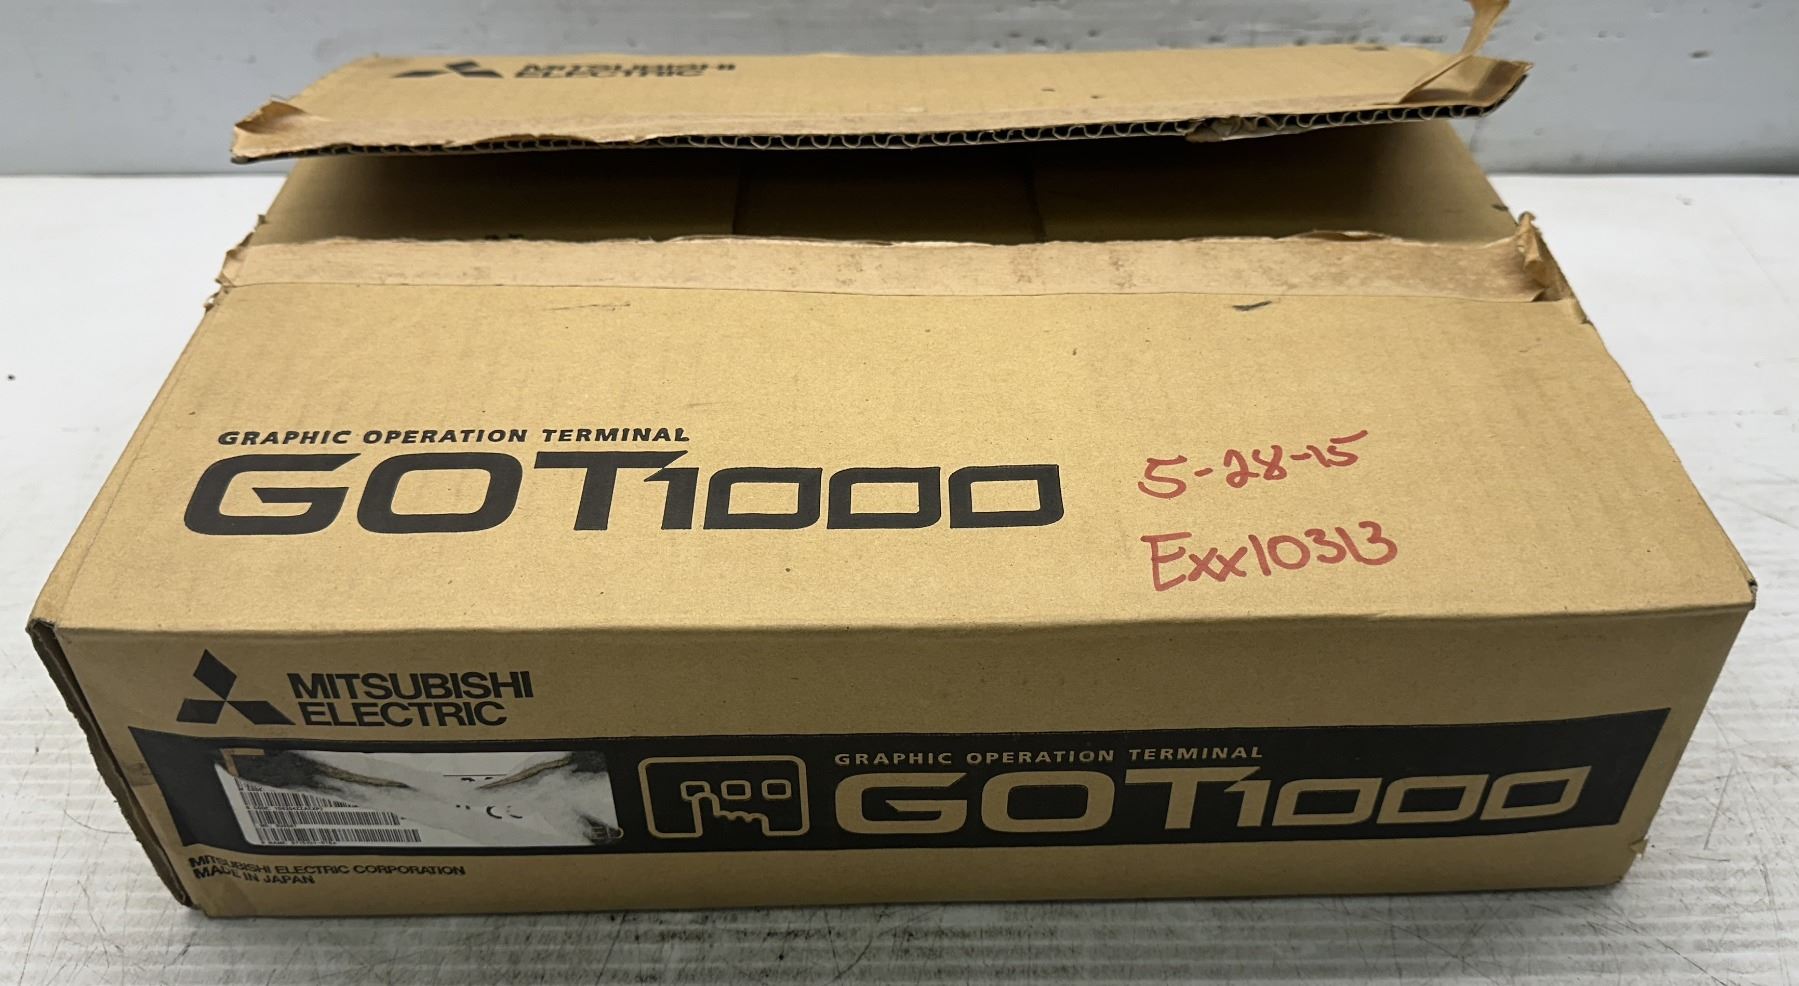 MITSUBISHI
ELECTRIC
GRAPHIC OPERATION TERMINAL
GOT1000
5-28-15
Exx10313
MITSUBISHI
ELECTRIC
GRAPHIC OPERATION TERMINAL
GOT1000
MITSUBISHI ELECTRIC CORPORATION
MADE IN JAPAN